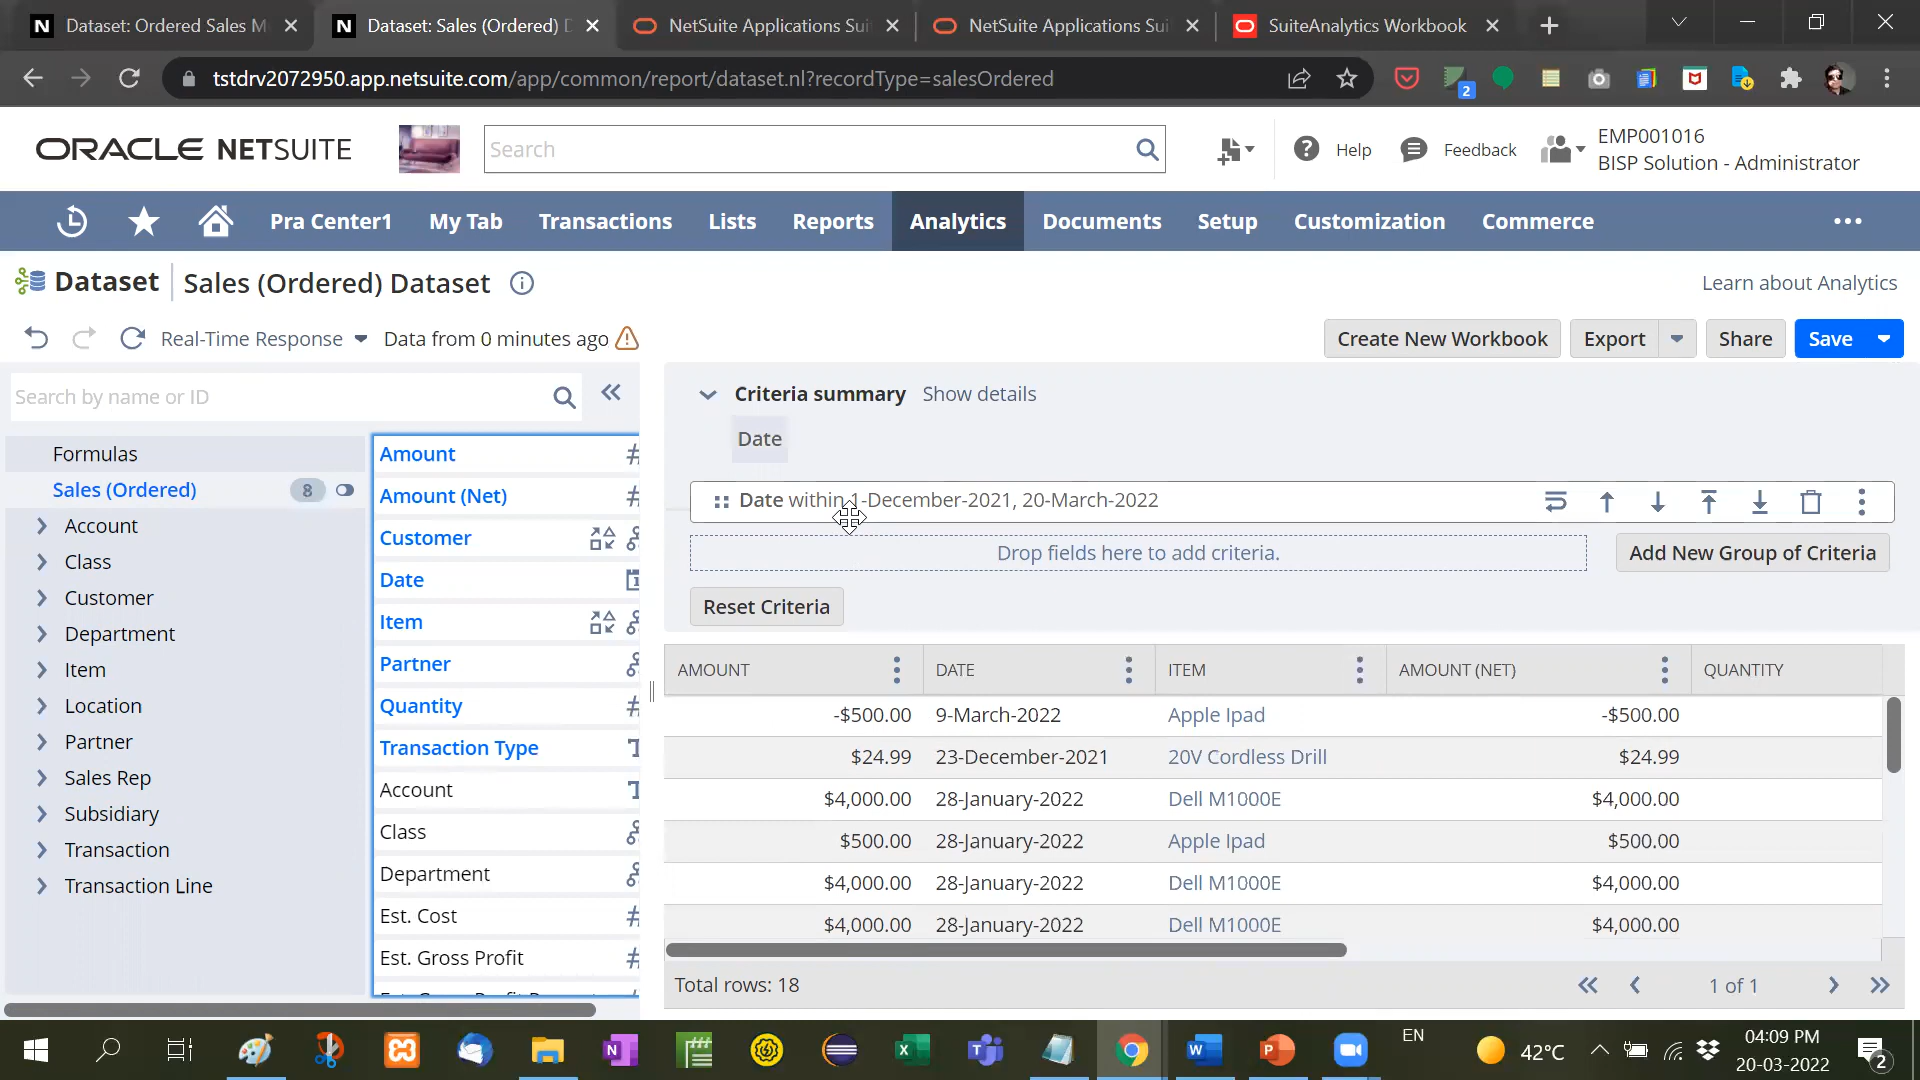 Dataset: Ordered Sales M
Dataset: Sales (Ordered) D
NetSuite Applications Sui
NetSuite Applications Sui
SuiteAnalytics Workbook
tstdrv2072950.app.netsuite.com/app/common/report/dataset.nl?recordType=salesOrdered
2
ORACLE NETSUITE
Search
Help
Feedback
EMP001016
BISP Solution - Administrator
Pra Center1
My Tab
Transactions
Lists
Reports
Analytics
Documents
Setup
Customization
Commerce
Dataset
Sales (Ordered) Dataset
Learn about Analytics
Real-Time Response
Data from 0 minutes ago
Create New Workbook
Export
Share
Save
Search by name or ID
Formulas
Sales (Ordered) 8
Account
Class
Customer
Department
Item
Location
Partner
Sales Rep
Subsidiary
Transaction
Transaction Line
Amount
Amount (Net)
Customer
Date
Item
Partner
Quantity
Transaction Type
Account
Class
Department
Est. Cost
Est. Gross Profit
Criteria summary Show details
Date
Date within 1-December-2021, 20-March-2022
Drop fields here to add criteria.
Add New Group of Criteria
Reset Criteria
AMOUNT DATE ITEM AMOUNT (NET) QUANTITY
-$500.00 9-March-2022 Apple Ipad -$500.00
$24.99 23-December-2021 20V Cordless Drill $24.99
$4,000.00 28-January-2022 Dell M1000E $4,000.00
$500.00 28-January-2022 Apple Ipad $500.00
$4,000.00 28-January-2022 Dell M1000E $4,000.00
$4,000.00 28-January-2022 Dell M1000E $4,000.00
Total rows: 18
1 of 1
EN
42°C
04:09 PM
20-03-2022
2